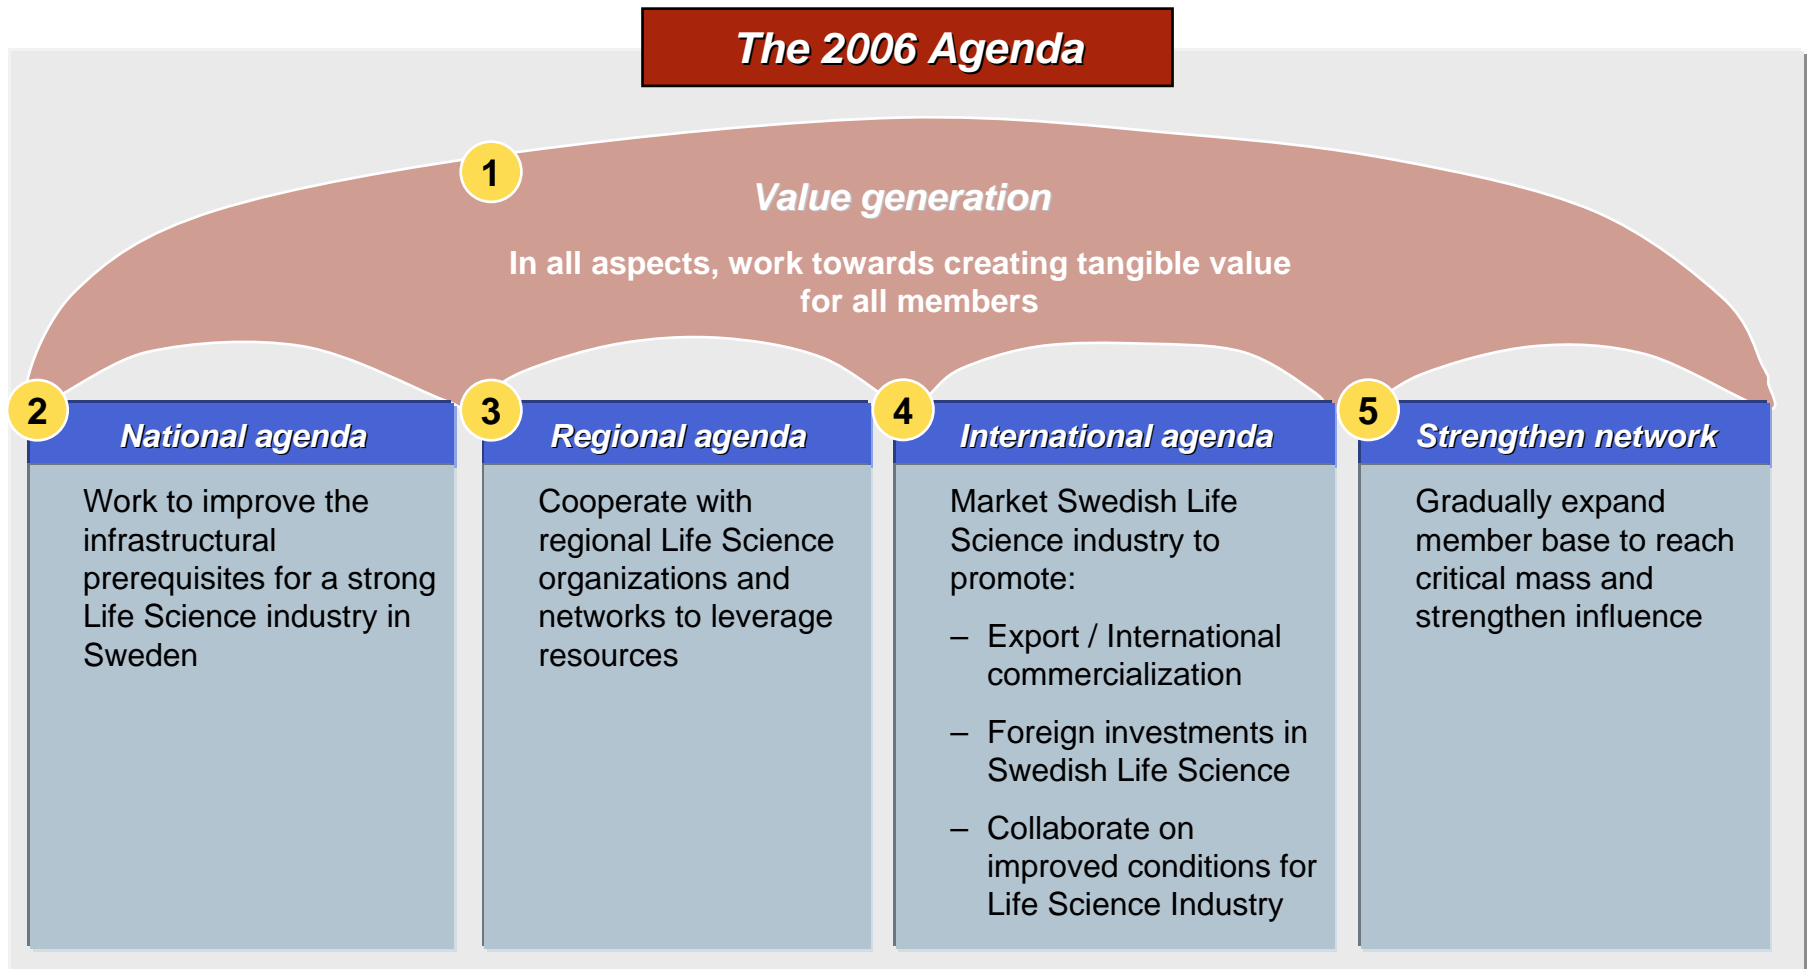 The 2006 Agenda
1
Value generation
In all aspects, work towards creating tangible value
for all members
2
National agenda
Work to improve the
infrastructural
prerequisites for a strong
Life Science industry in
Sweden
3
Regional agenda
Cooperate with
regional Life Science
organizations and
networks to leverage
resources
4
International agenda
Market Swedish Life
Science industry to
promote:
– Export / International
commercialization
– Foreign investments in
Swedish Life Science
– Collaborate on
improved conditions for
Life Science Industry
5
Strengthen network
Gradually expand
member base to reach
critical mass and
strengthen influence